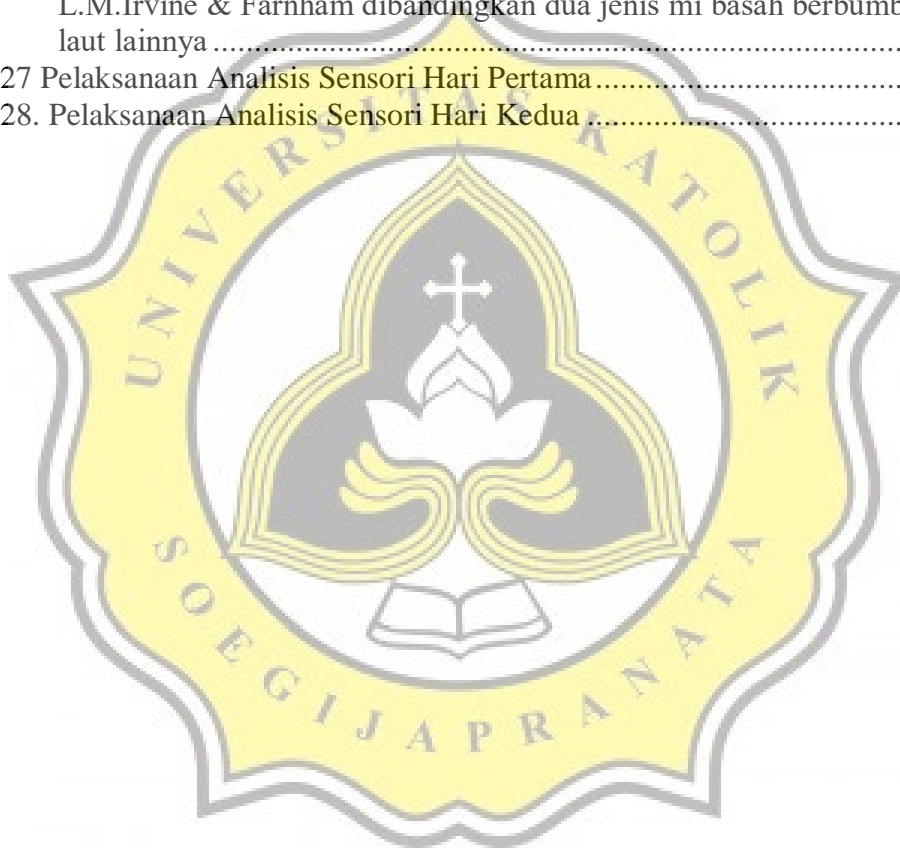 L.M.Irvine & Farnham dibandingkan dua jenis mi basah berbumb
laut lainnya ...........................................................................................
27 Pelaksanaan Analisis Sensori Hari Pertama........................................
28. Pelaksanaan Analisis Sensori Hari Kedua .........................................
UNIVERSITAS KATOLIK
SOEGIJAPRANATA